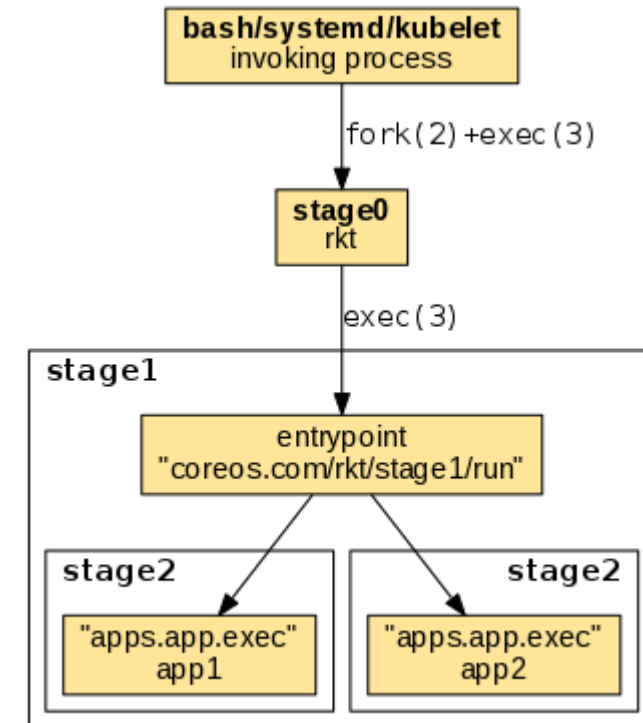 bash/systemd/kubelet
invoking process
fork(2)+exec(3)
stage0
rkt
exec(3)
stage1
entrypoint
"coreos.com/rkt/stage1/run"
stage2
stage2
"apps.app.exec"
app1
"apps.app.exec"
app2